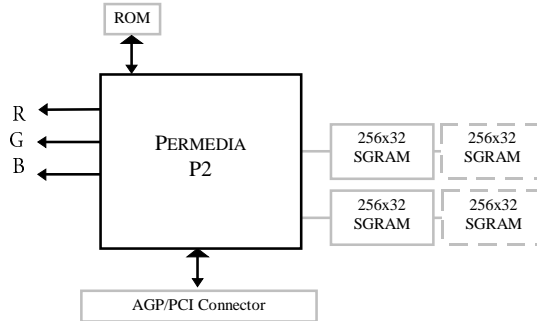 ROM
R
G
B
PERMEDIA
P2
256x32
SGRAM
256x32
SGRAM
256x32
SGRAM
256x32
SGRAM
AGP/PCI Connector